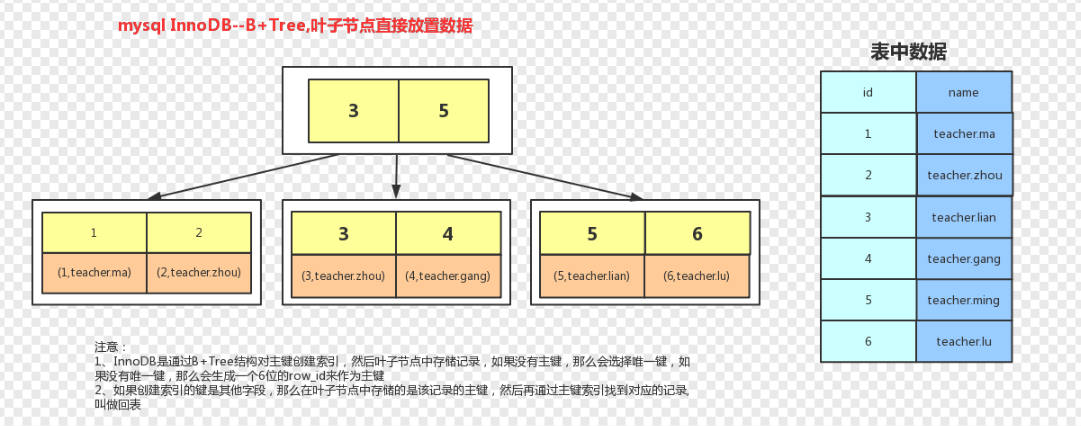 mysql InnoDB--B+Tree,叶子节点直接放置数据
表中数据
3 5
1 2
(1,teacher.ma) (2,teacher.zhou)
3 4
(3,teacher.zhou) (4,teacher.gang)
5 6
(5,teacher.lian) (6,teacher.lu)
id name
1 teacher.ma
2 teacher.zhou
3 teacher.lian
4 teacher.gang
5 teacher.ming
6 teacher.lu
注意：
1、InnoDB是通过B+Tree结构对主键创建索引，然后叶子节点中存储记录，如果没有主键，那么会选择唯一键，如
果没有唯一键，那么会生成一个6位的row_id来作为主键
2、如果创建索引的键是其他字段，那么在叶子节点中存储的是该记录的主键，然后再通过主键索引找到对应的记录,
叫做回表